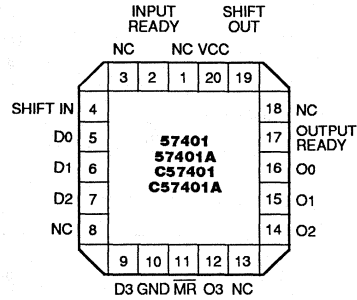 INPUT READY
SHIFT OUT
NC
NC VCC
3 2 1 20 19
SHIFT IN 4
18 NC
D0 5
17 OUTPUT READY
D1 6
16 O0
D2 7
15 O1
NC 8
14 O2
57401
57401A
C57401
C57401A
9 10 11 12 13
D3 GND MR O3 NC